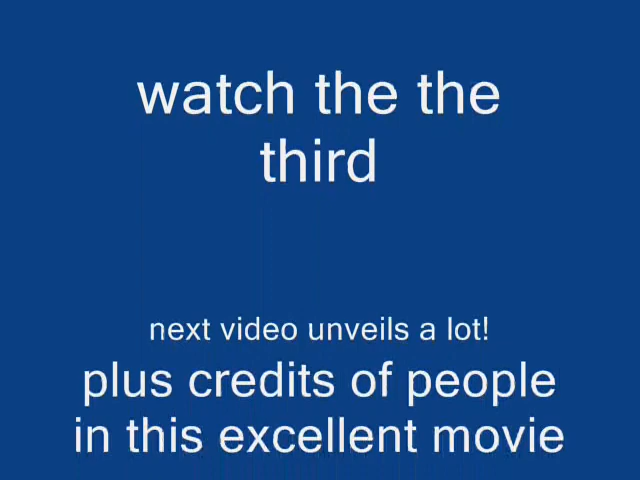 watch the the
third
next video unveils a lot!
plus credits of people
in this excellent movie